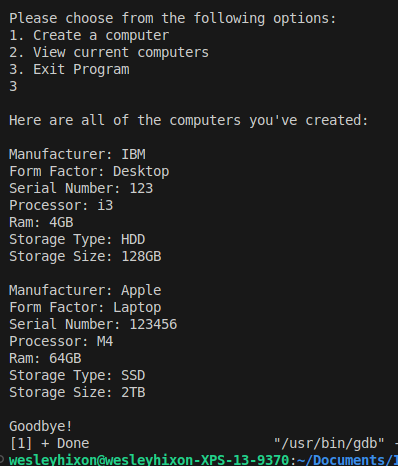 Please choose from the following options:
1. Create a computer
2. View current computers
3. Exit Program
3
Here are all of the computers you've created:
Manufacturer: IBM
Form Factor: Desktop
Serial Number: 123
Processor: i3
Ram: 4GB
Storage Type: HDD
Storage Size: 128GB
Manufacturer: Apple
Form Factor: Laptop
Serial Number: 123456
Processor: M4
Ram: 64GB
Storage Type: SSD
Storage Size: 2TB
Goodbye!
[1] + Done "/usr/bin/gdb" -
wesleyhixon@wesleyhixon-XPS-13-9370:~/Documents/